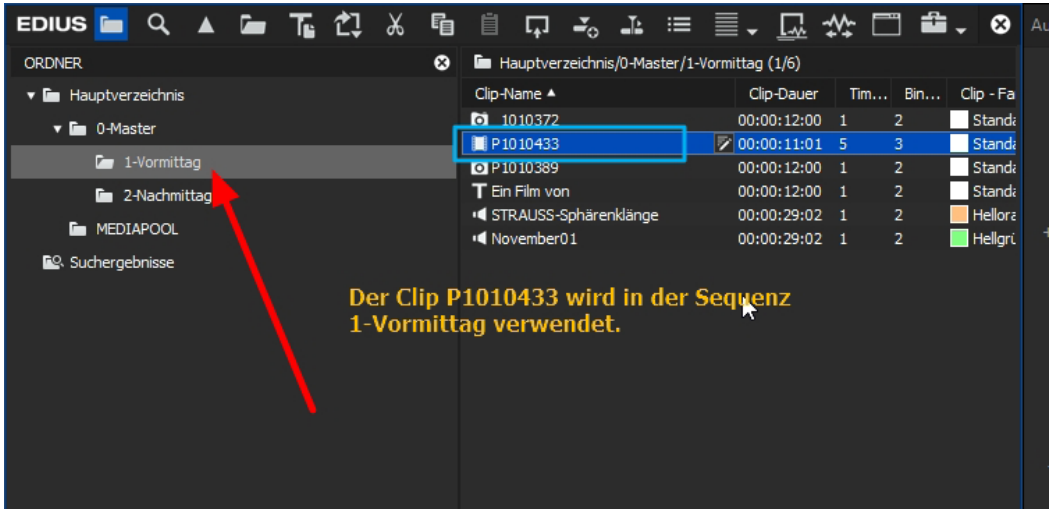 EDIUS
Au
ORDNER
Hauptverzeichnis/0-Master/1-Vormittag (1/6)
Hauptverzeichnis
0-Master
1-Vormittag
2-Nachmittag
MEDIAPOOL
Suchergebnisse
Clip-Name Clip-Dauer Tim... Bin... Clip - Fa
1010372 00:00:12:00 1 2 Standa
P1010433 00:00:11:01 5 3 Standa
P1010389 00:00:12:00 1 2 Standa
Ein Film von 00:00:12:00 1 2 Standa
STRAUSS-Sphärenklänge 00:00:29:02 1 2 Hellora
November01 00:00:29:02 1 2 Hellgrü
Der Clip P1010433 wird in der Sequenz
1-Vormittag verwendet.